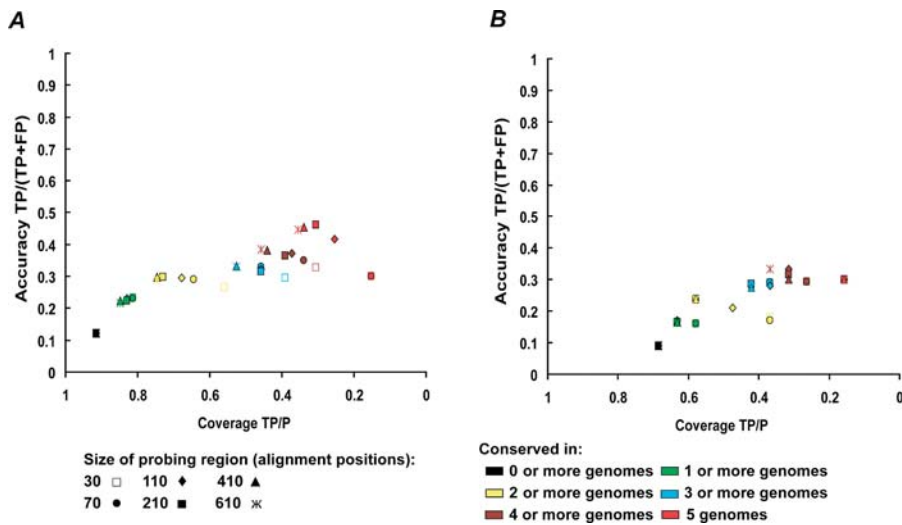 A
B
Accuracy TP/(TP+FP)
1
0.9
0.8
0.7
0.6
0.5
0.4
0.3
0.2
0.1
0
1 0.8 0.6 0.4 0.2 0
Coverage TP/P
Accuracy TP/(TP+FP)
1
0.9
0.8
0.7
0.6
0.5
0.4
0.3
0.2
0.1
0
1 0.8 0.6 0.4 0.2 0
Coverage TP/P
Size of probing region (alignment positions):
30 110 410
70 210 610
Conserved in:
0 or more genomes 1 or more genomes
2 or more genomes 3 or more genomes
4 or more genomes 5 genomes